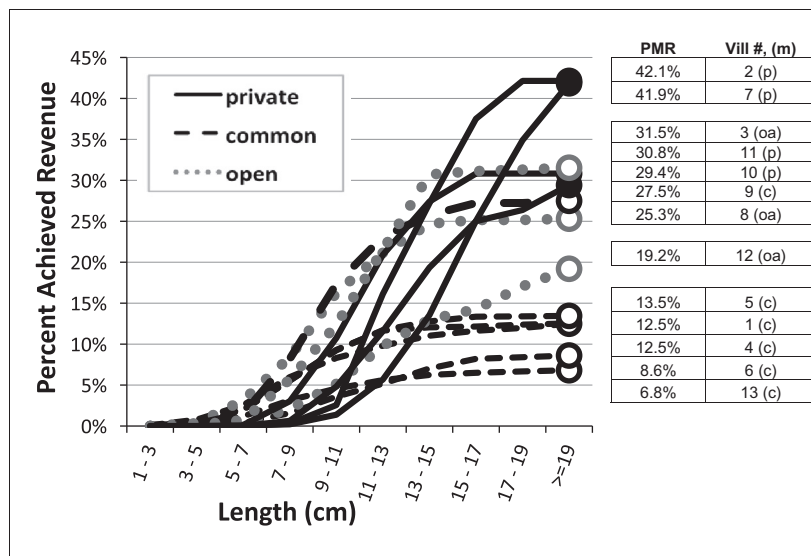 45%
40%
35%
30%
25%
20%
15%
10%
5%
0%
Percent Achieved Revenue
private
common
open
1 - 3
3 - 5
5 - 7
7 - 9
9 - 11
11 - 13
13 - 15
15 - 17
17 - 19
>=19
Length (cm)
PMR Vill #, (m)
42.1% 2 (p)
41.9% 7 (p)
31.5% 3 (oa)
30.8% 11 (p)
29.4% 10 (p)
27.5% 9 (c)
25.3% 8 (oa)
19.2% 12 (oa)
13.5% 5 (c)
12.5% 1 (c)
12.5% 4 (c)
8.6% 6 (c)
6.8% 13 (c)